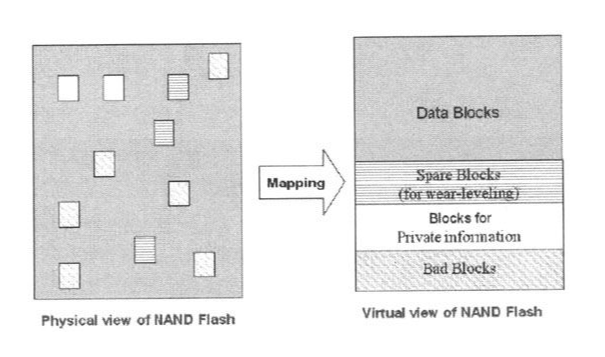 Data Blocks
Spare Blocks
(for wear-leveling)
Mapping
Blocks for
Private information
Bad Blocks
Physical view of NAND Flash
Virtual view of NAND Flash